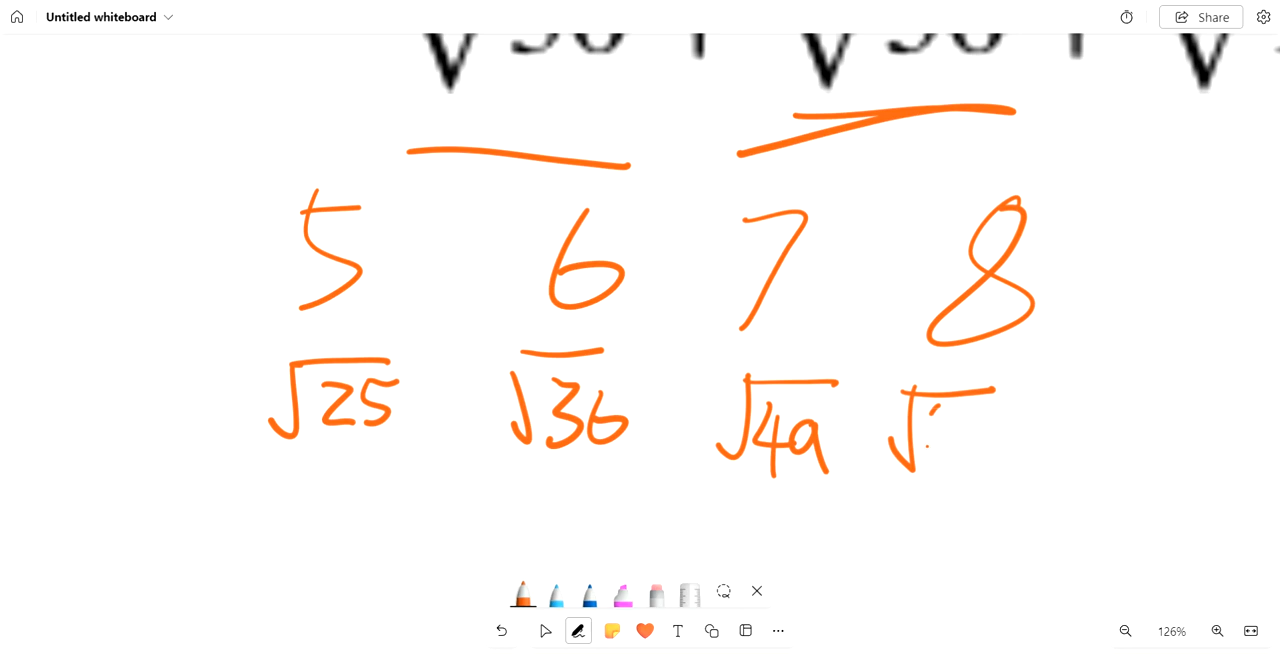 Untitled whiteboard
Share
5 6 7 8
√25 √36 √49 √
126%